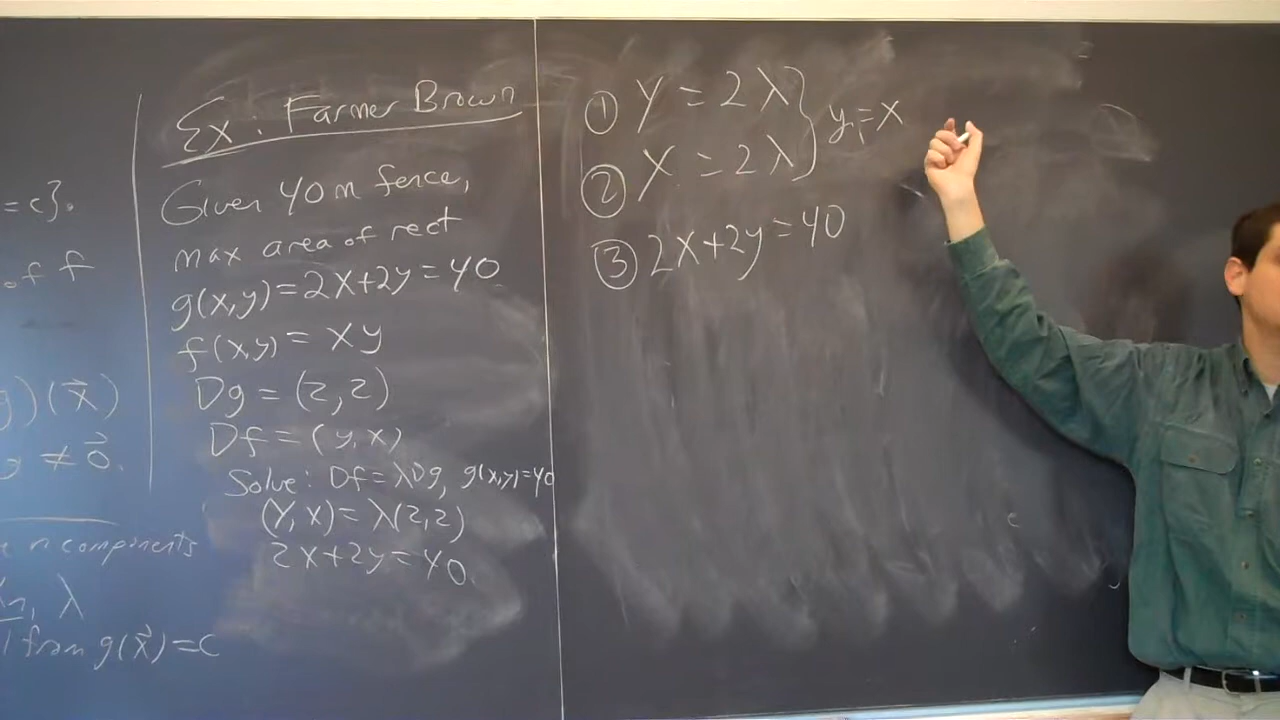 = c}.
of f
g)(x⃗)
g ≠ 0⃗.
n components
λ
from g(x⃗)=c
Ex: Farmer Brown
Given 40m fence,
max area of rect
g(x,y)=2x+2y=40
f(x,y)=xy
Dg=(2,2)
Df=(y,x)
Solve: Df=λDg, g(x,y)=40
(y,x)=λ(2,2)
2x+2y=40
① y=2λ
② x=2λ
} y=x
③ 2x+2y=40